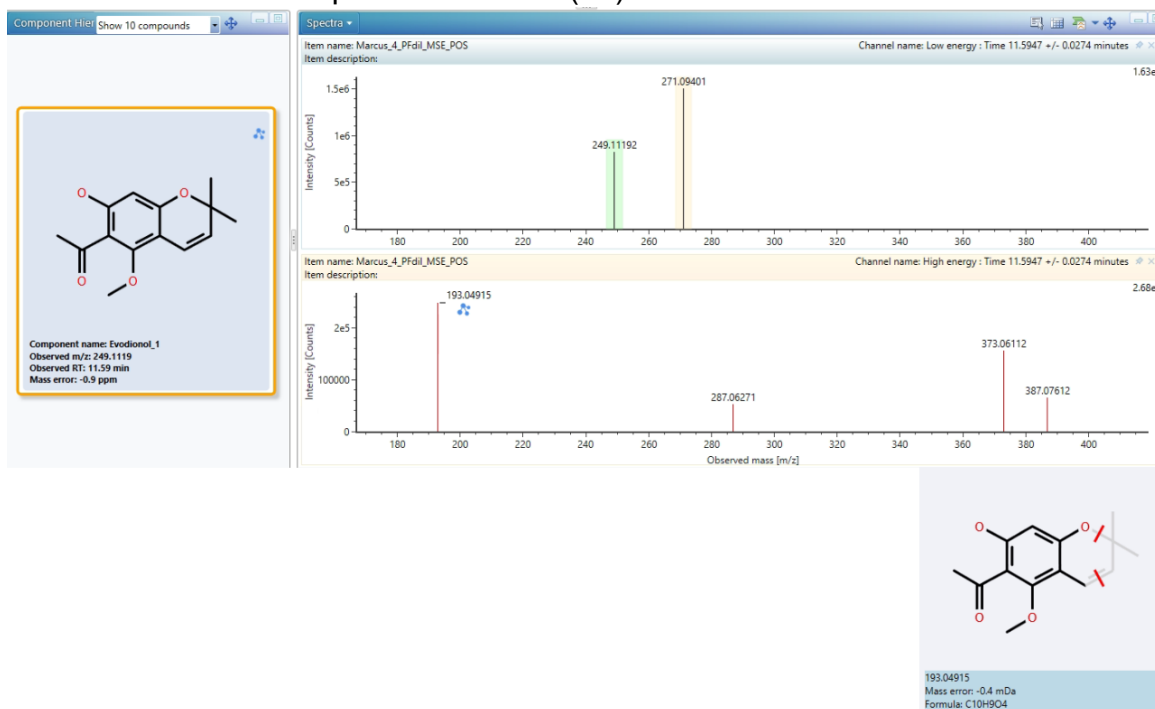 Component Hier Show 10 compounds
Spectra
Item name: Marcus_4_PFdil_MSE_POS Channel name: Low energy : Time 11.5947 +/- 0.0274 minutes
Item description:
1.63e
Intensity [Counts]
1.5e6
1e6
5e5
0
271.09401
249.11192
180 200 220 240 260 280 300 320 340 360 380 400
Item name: Marcus_4_PFdil_MSE_POS Channel name: High energy : Time 11.5947 +/- 0.0274 minutes
Item description:
2.68e
Intensity [Counts]
2e5
100000
0
193.04915
287.06271
373.06112
387.07612
180 200 220 240 260 280 300 320 340 360 380 400
Observed mass [m/z]
O
O
O
O
Component name: Evodionol_1
Observed m/z: 249.1119
Observed RT: 11.59 min
Mass error: -0.9 ppm
O
O
O
O
193.04915
Mass error: -0.4 mDa
Formula: C10H9O4